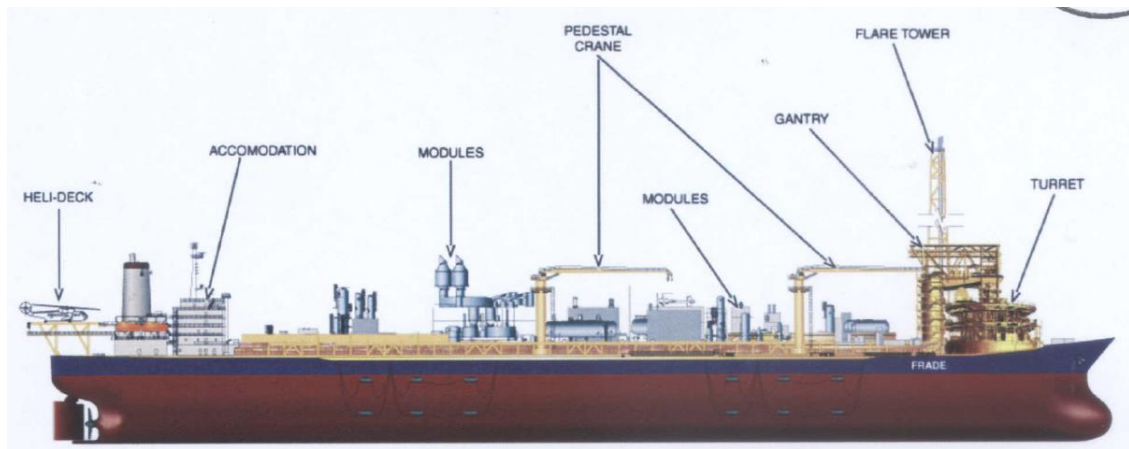 PEDESTAL
CRANE
FLARE TOWER
GANTRY
ACCOMODATION
MODULES
HELI-DECK
MODULES
TURRET
FRADE